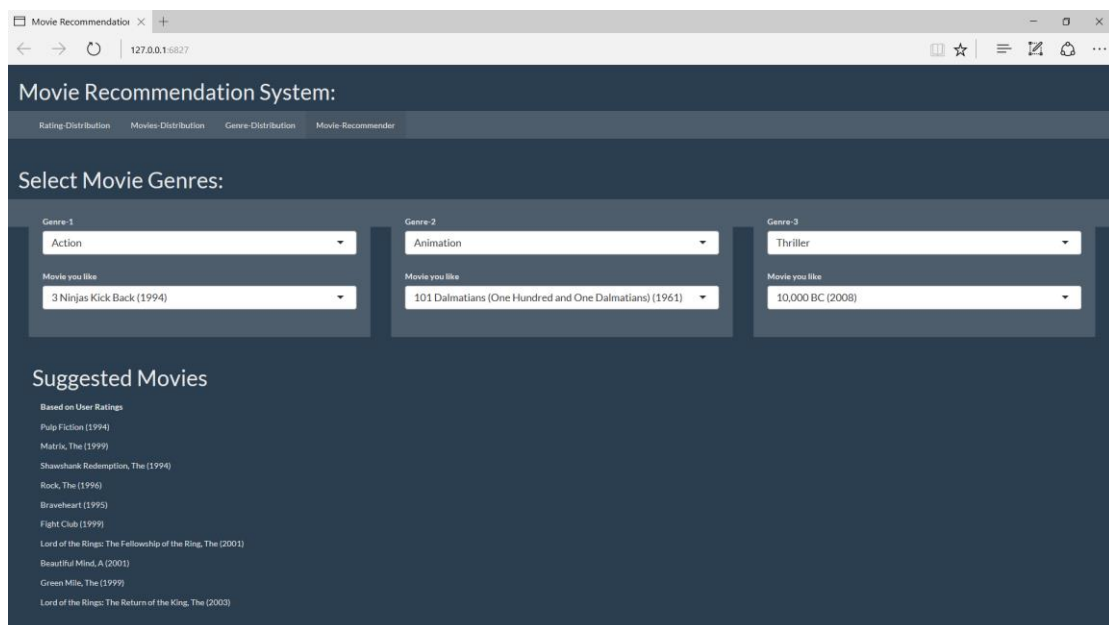 Movie Recommendation
127.0.0.1:6827
Movie Recommendation System:
Rating-Distribution Movies-Distribution Genre-Distribution Movie-Recommender
Select Movie Genres:
Genre-1 Genre-2 Genre-3
Action Animation Thriller
Movie you like Movie you like Movie you like
3 Ninjas Kick Back (1994) 101 Dalmatians (One Hundred and One Dalmatians) (1961) 10,000 BC (2008)
Suggested Movies
Based on User Ratings
Pulp Fiction (1994)
Matrix, The (1999)
Shawshank Redemption, The (1994)
Rock, The (1996)
Braveheart (1995)
Fight Club (1999)
Lord of the Rings: The Fellowship of the Ring, The (2001)
Beautiful Mind, A (2001)
Green Mile, The (1999)
Lord of the Rings: The Return of the King, The (2003)